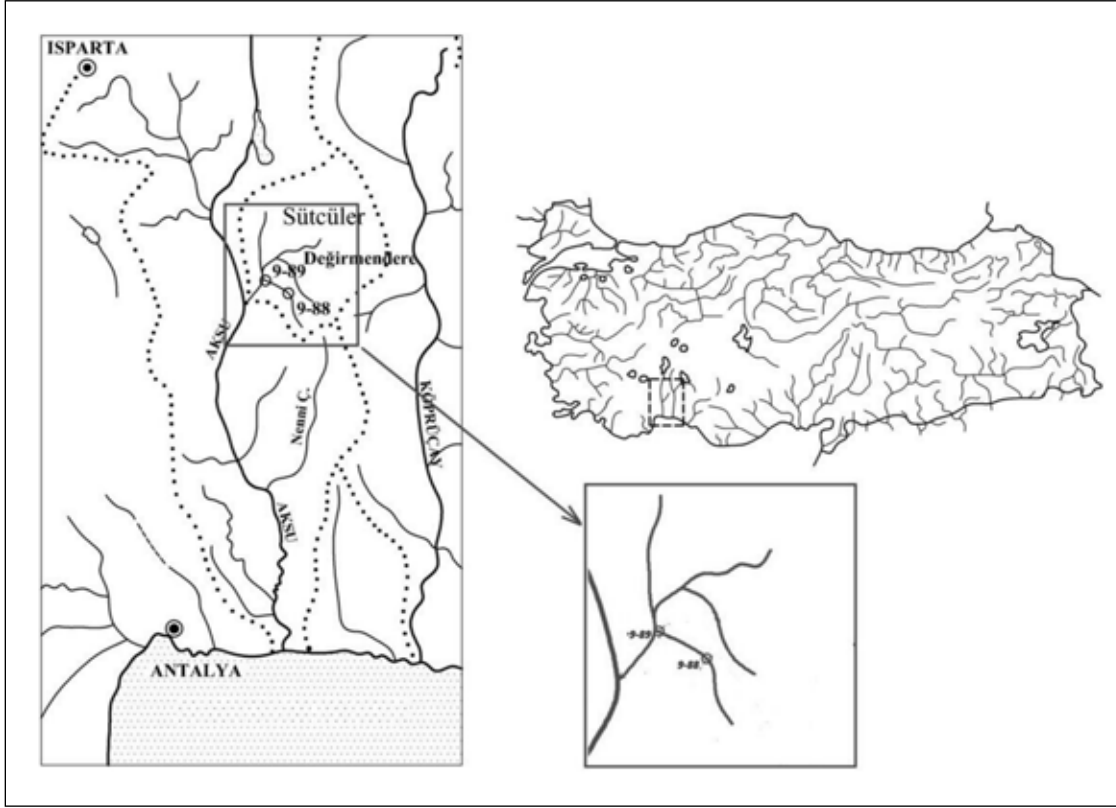 ISPARTA
Sütcüler
Değirmendere
9-89
9-88
AKSU
Nenni Ç.
KÖPRÜÇAY
AKSU
ANTALYA
9-89
9-88